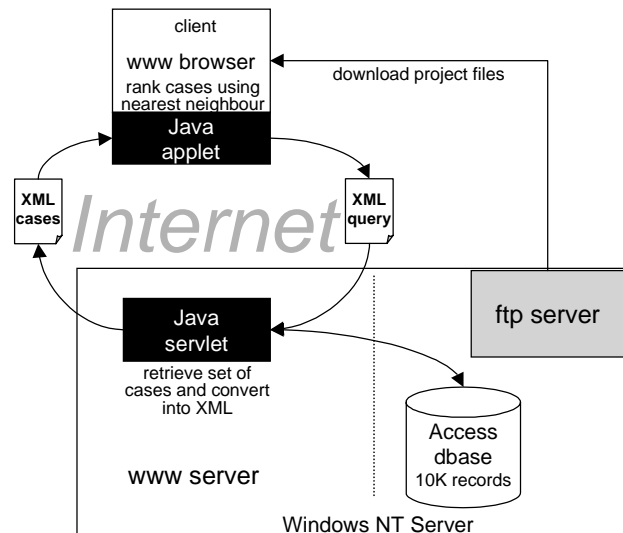 client
www browser
rank cases using
nearest neighbour
Java
applet
download project files
XML
cases
Internet
XML
query
Java
servlet
retrieve set of
cases and convert
into XML
ftp server
Access
dbase
10K records
www server
Windows NT Server